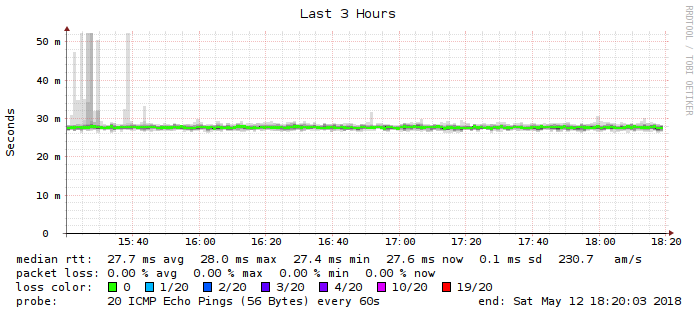 Last 3 Hours
RRDTOOL / TOBI OETIKER
Seconds
50 m
40 m
30 m
20 m
10 m
0
15:40 16:00 16:20 16:40 17:00 17:20 17:40 18:00 18:20
median rtt: 27.7 ms avg 28.0 ms max 27.4 ms min 27.6 ms now 0.1 ms sd 230.7 am/s
packet loss: 0.00 % avg 0.00 % max 0.00 % min 0.00 % now
loss color: 0 1/20 2/20 3/20 4/20 10/20 19/20
probe: 20 ICMP Echo Pings (56 Bytes) every 60s end: Sat May 12 18:20:03 2018